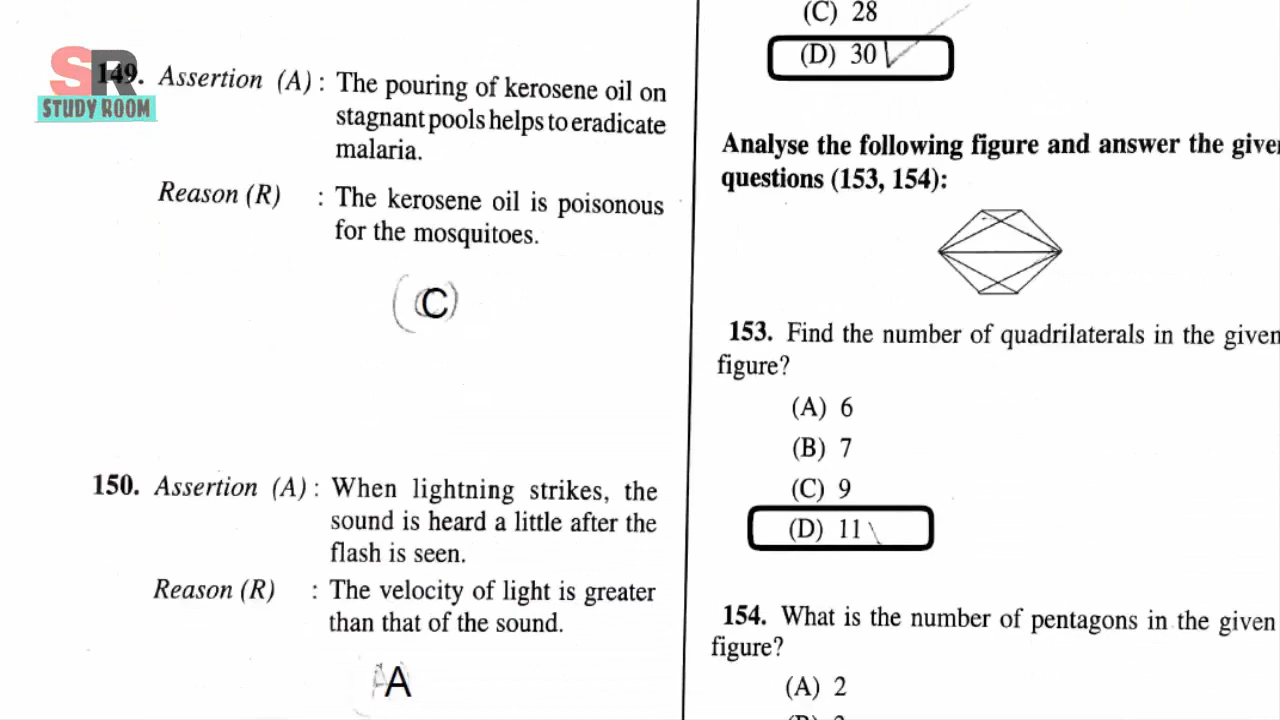 SR
STUDY ROOM
149. Assertion (A) : The pouring of kerosene oil on
stagnant pools helps to eradicate
malaria.
Reason (R) : The kerosene oil is poisonous
for the mosquitoes.
(C)
150. Assertion (A) : When lightning strikes, the
sound is heard a little after the
flash is seen.
Reason (R) : The velocity of light is greater
than that of the sound.
A
(C) 28
(D) 30
Analyse the following figure and answer the give
questions (153, 154):
153. Find the number of quadrilaterals in the given
figure?
(A) 6
(B) 7
(C) 9
(D) 11
154. What is the number of pentagons in the given
figure?
(A) 2